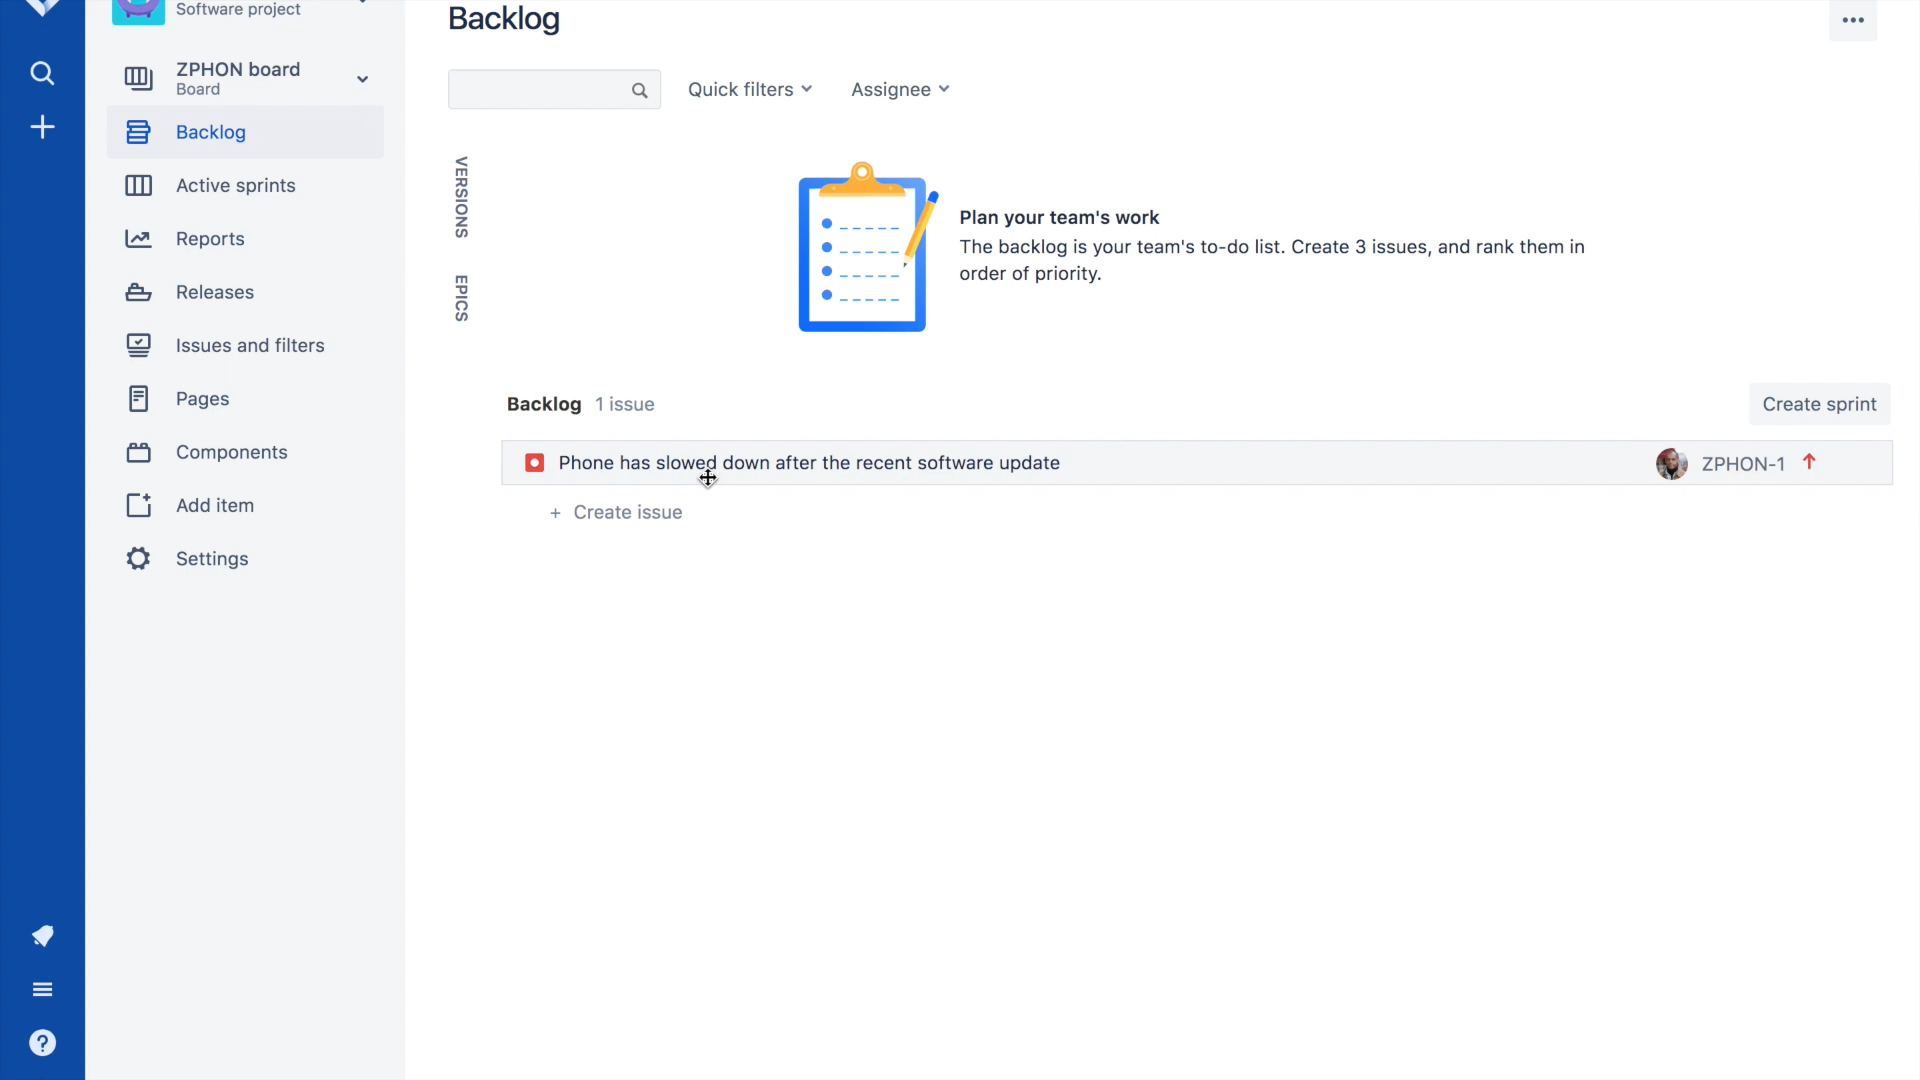 Software project
ZPHON board
Board
Backlog
Active sprints
Reports
Releases
Issues and filters
Pages
Components
Add item
Settings
Backlog
Quick filters
Assignee
VERSIONS
EPICS
Plan your team's work
The backlog is your team's to-do list. Create 3 issues, and rank them in
order of priority.
Backlog 1 issue
Create sprint
Phone has slowed down after the recent software update
ZPHON-1
+ Create issue